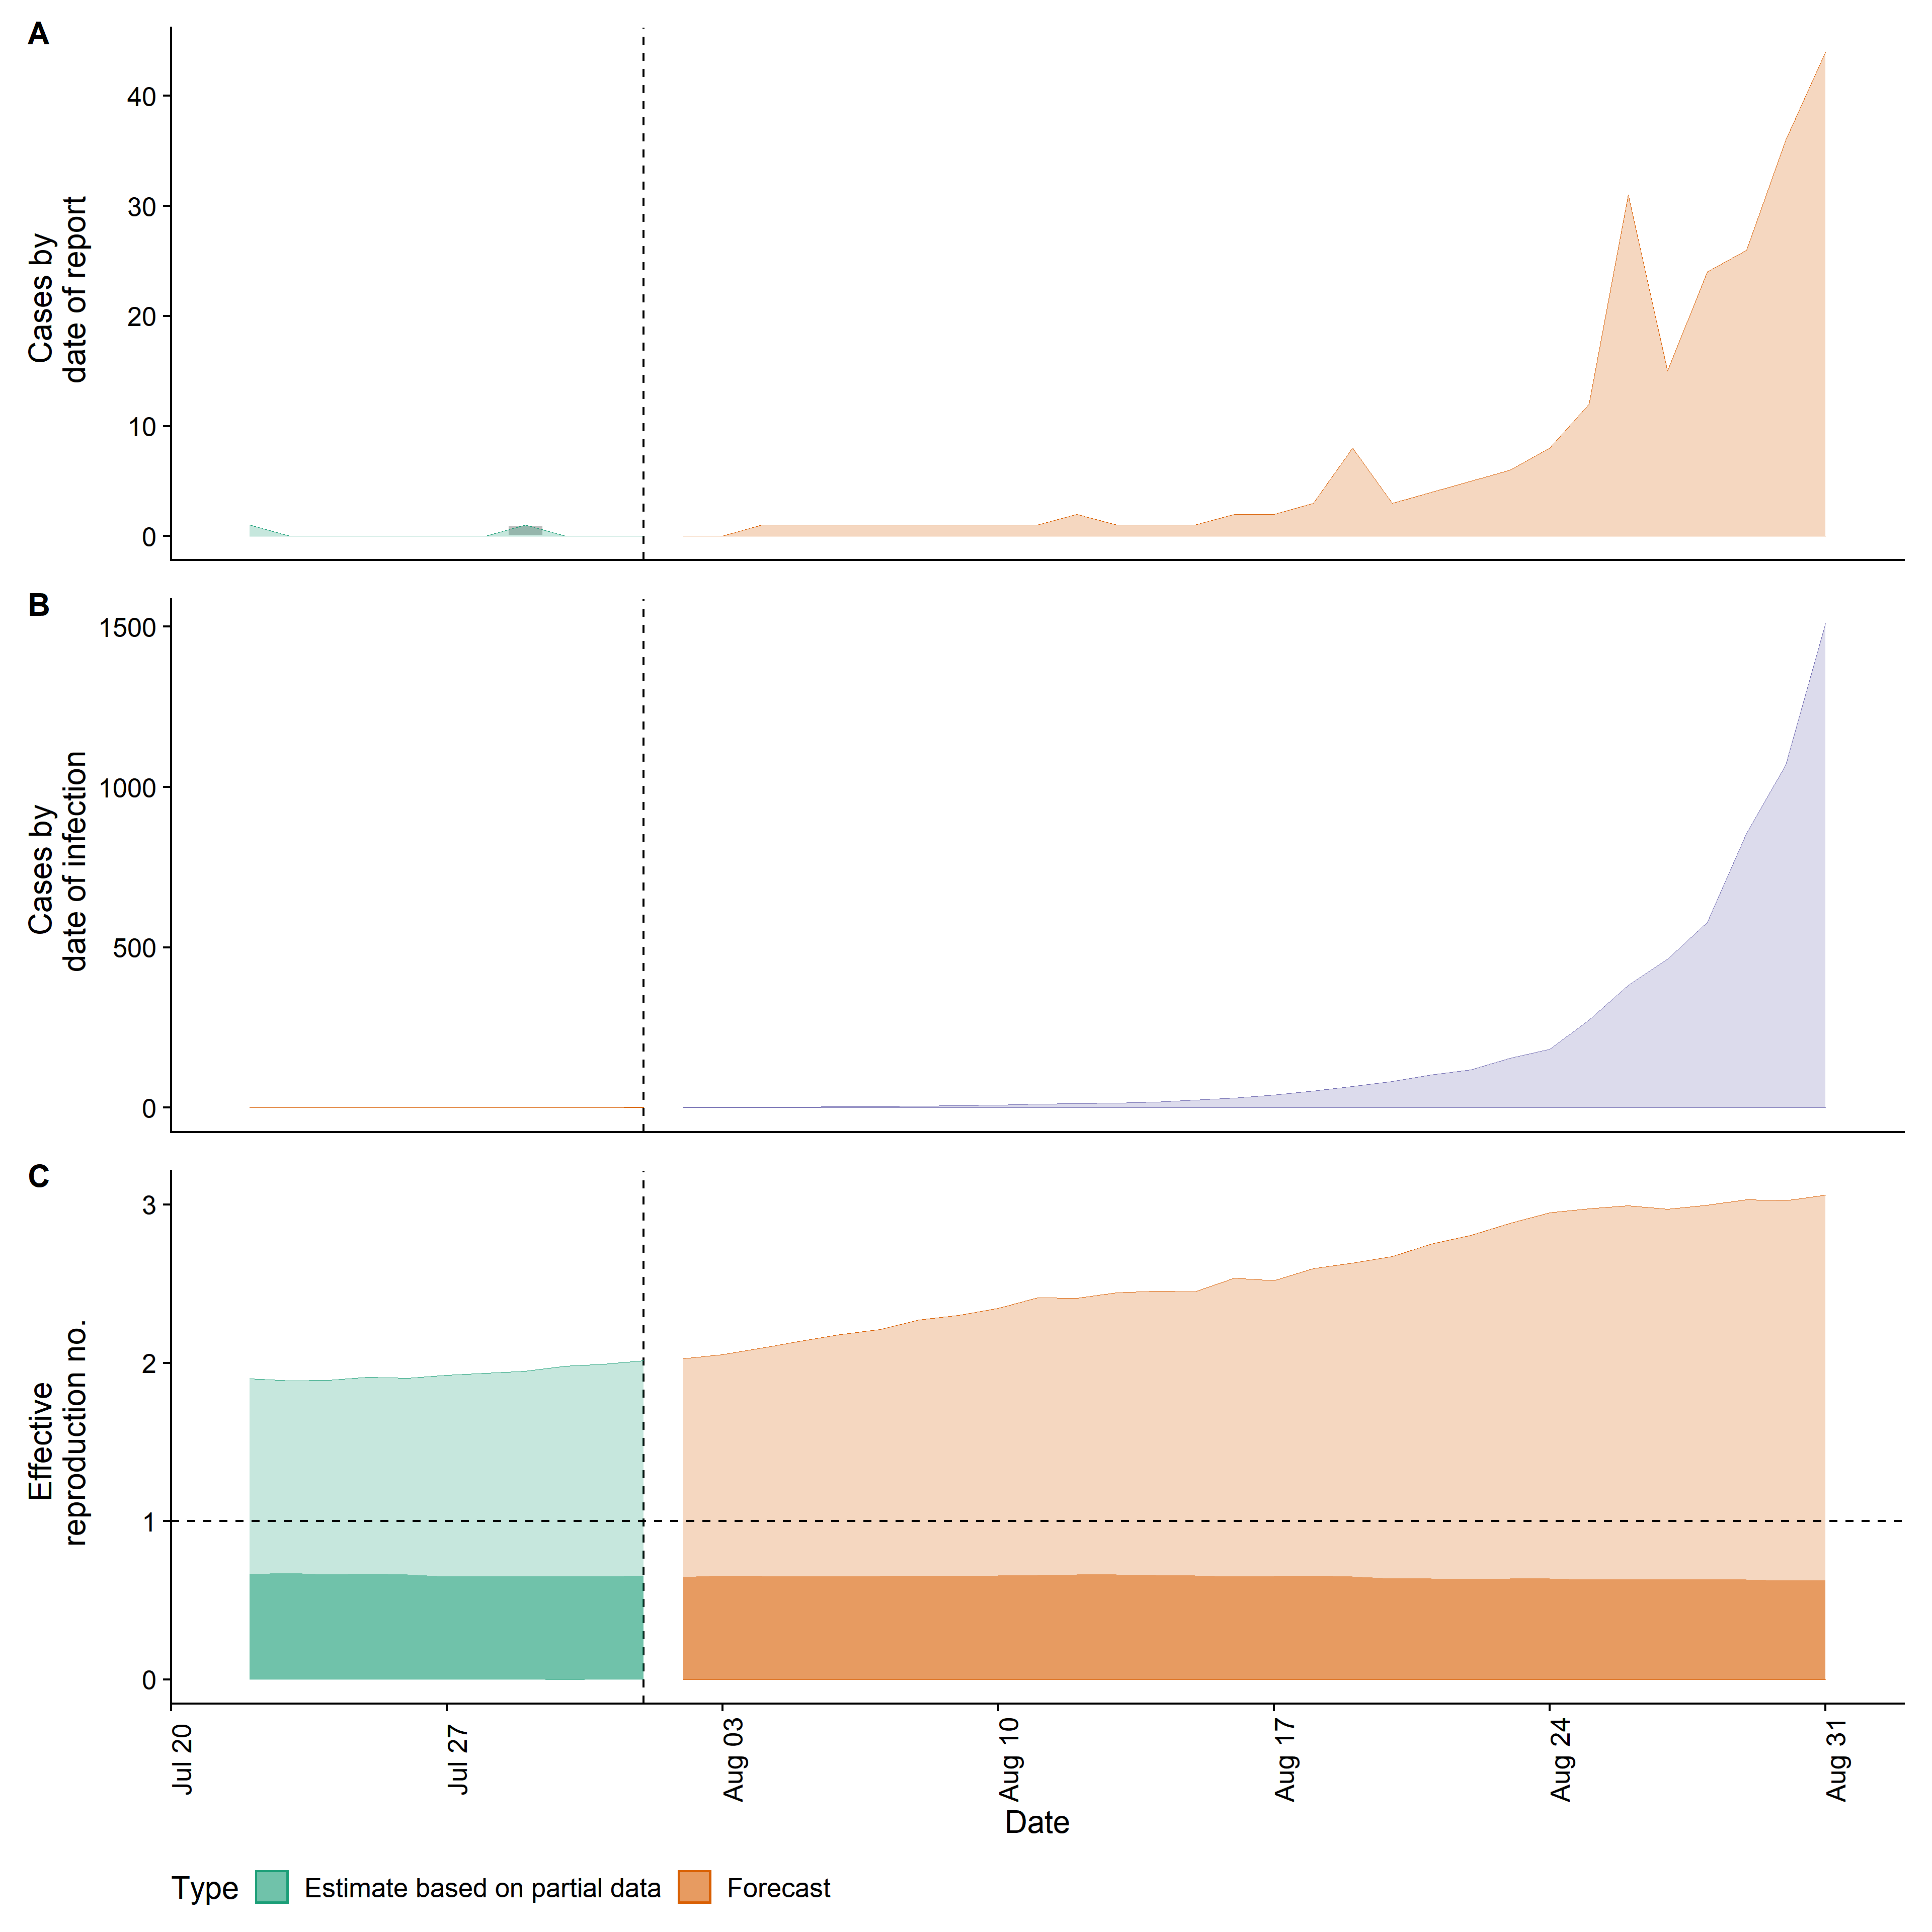 A
40
30
20
10
0
Cases by
date of report
B
1500
1000
500
0
Cases by
date of infection
C
3
2
1
0
Effective
reproduction no.
Jul 20
Jul 27
Aug 03
Aug 10
Aug 17
Aug 24
Aug 31
Date
Type Estimate based on partial data Forecast